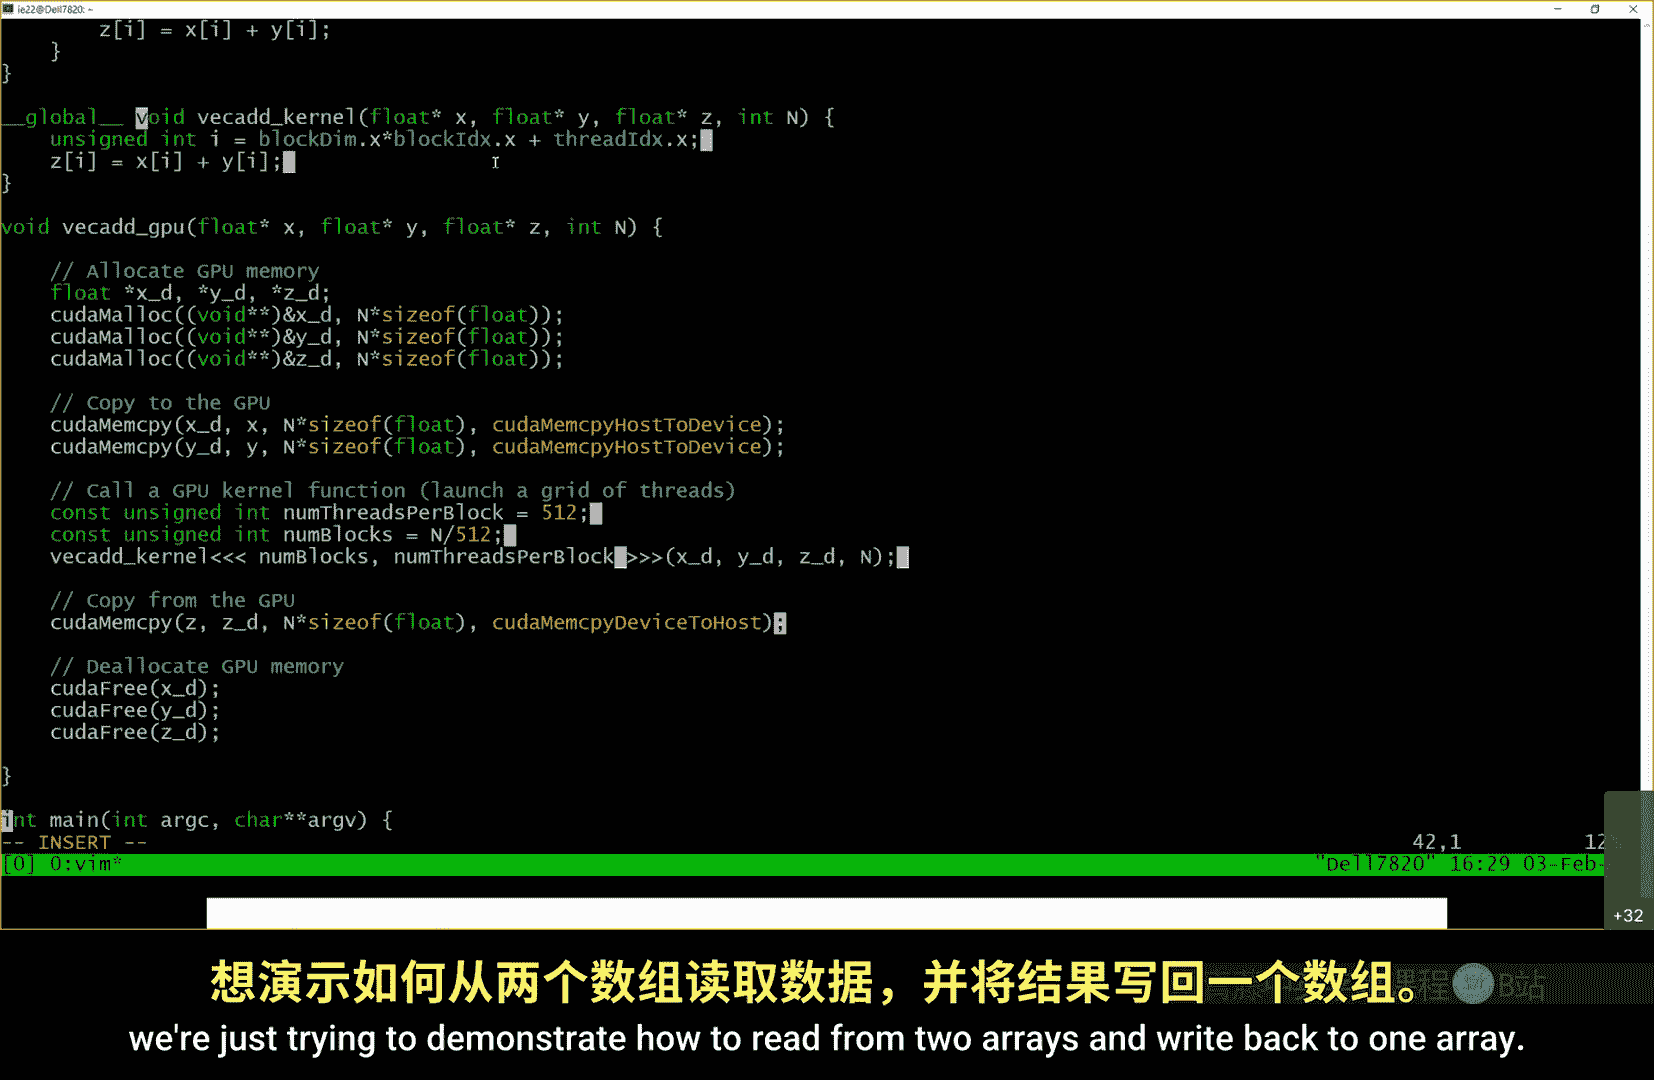 ie22@Dell7820: ~
        z[i] = x[i] + y[i];
    }
}
__global__ void vecadd_kernel(float* x, float* y, float* z, int N) {
    unsigned int i = blockDim.x*blockIdx.x + threadIdx.x;
    z[i] = x[i] + y[i];
}
void vecadd_gpu(float* x, float* y, float* z, int N) {
    // Allocate GPU memory
    float *x_d, *y_d, *z_d;
    cudaMalloc((void**)&x_d, N*sizeof(float));
    cudaMalloc((void**)&y_d, N*sizeof(float));
    cudaMalloc((void**)&z_d, N*sizeof(float));
    // Copy to the GPU
    cudaMemcpy(x_d, x, N*sizeof(float), cudaMemcpyHostToDevice);
    cudaMemcpy(y_d, y, N*sizeof(float), cudaMemcpyHostToDevice);
    // Call a GPU kernel function (launch a grid of threads)
    const unsigned int numThreadsPerBlock = 512;
    const unsigned int numBlocks = N/512;
    vecadd_kernel<<< numBlocks, numThreadsPerBlock >>>(x_d, y_d, z_d, N);
    // Copy from the GPU
    cudaMemcpy(z, z_d, N*sizeof(float), cudaMemcpyDeviceToHost);
    // Deallocate GPU memory
    cudaFree(x_d);
    cudaFree(y_d);
    cudaFree(z_d);
}
int main(int argc, char**argv) {
-- INSERT -- 42,1
[0] 0:vim* "Dell7820" 16:29 03-Feb-
+32
想演示如何从两个数组读取数据，并将结果写回一个数组。
B站
we're just trying to demonstrate how to read from two arrays and write back to one array.